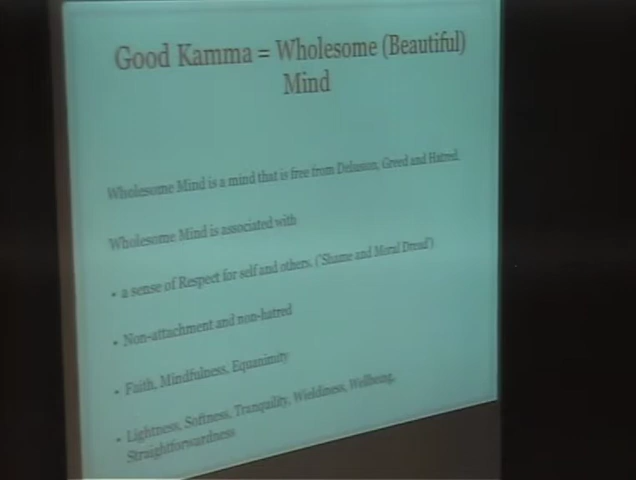 Good Kamma = Wholesome (Beautiful)
Mind
Wholesome Mind is a mind that is free from Delusion, Greed and Hatred.
Wholesome Mind is associated with
• a sense of Respect for self and others. ('Shame and Moral Dread')
• Non-attachment and non-hatred
• Faith, Mindfulness, Equanimity
• Lightness, Softness, Tranquility, Wieldiness, Wellbeing,
Straightforwardness